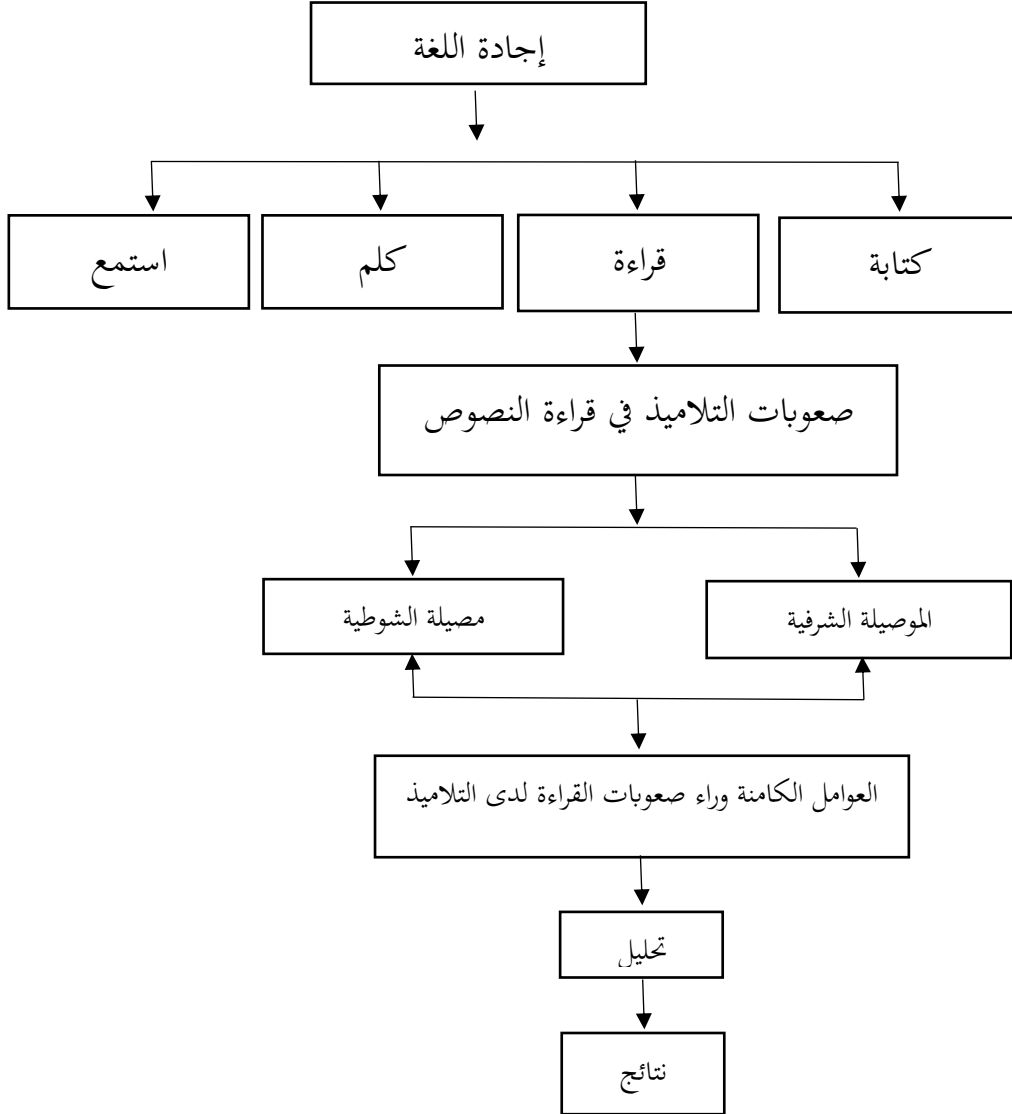 إجادة اللغة
كتابة
قراءة
كلم
استمع
صعوبات التلاميذ في قراءة النصوص
الموصيلة الشرفية
مصيلة الشوطية
العوامل الكامنة وراء صعوبات القراءة لدى التلاميذ
تحليل
نتائج